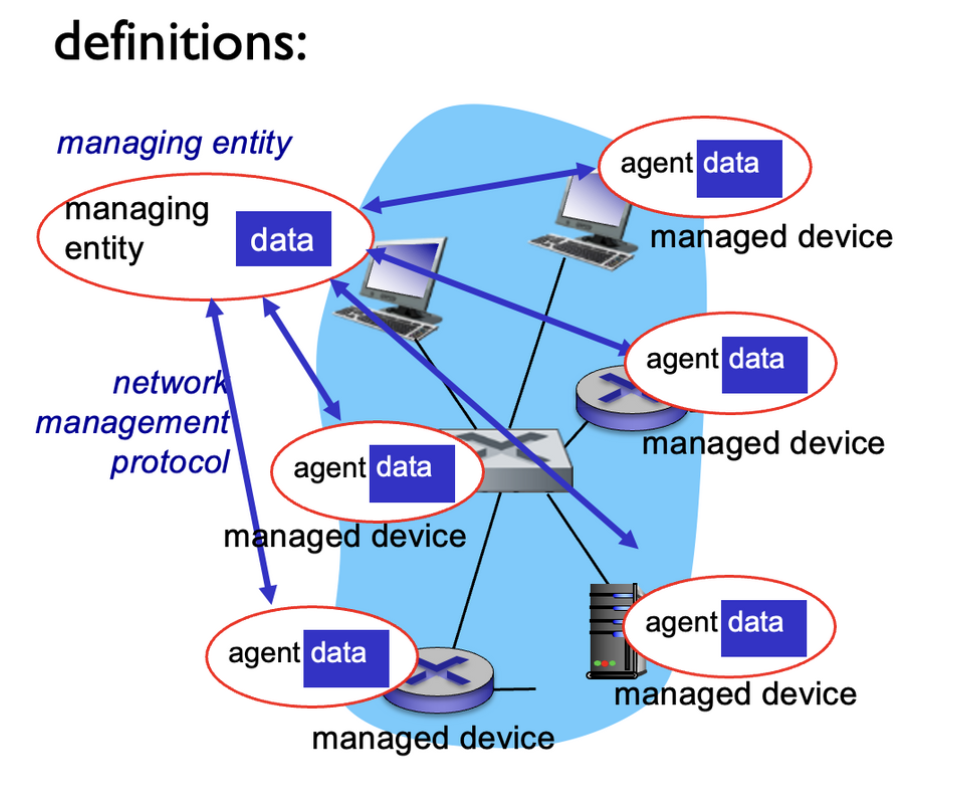 definitions:
managing entity
managing
entity
data
agent data
managed device
agent data
managed device
network
management
protocol
agent data
managed device
agent data
managed device
agent data
managed device